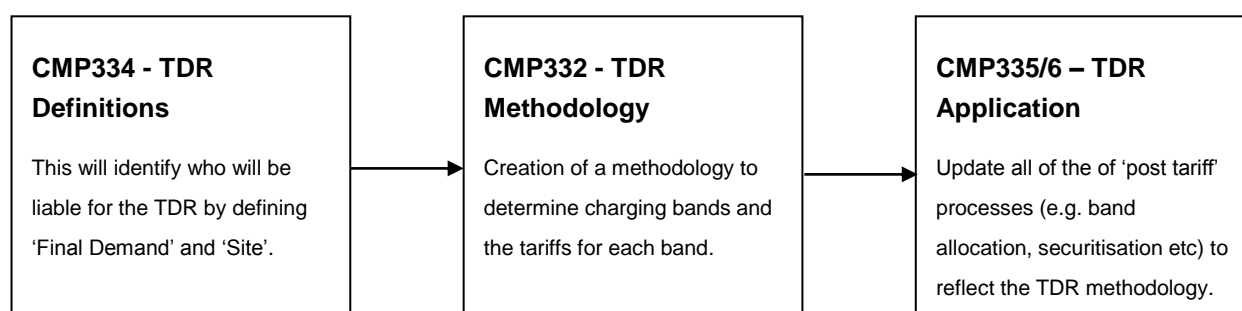 CMP334 - TDR
Definitions
This will identify who will be
liable for the TDR by defining
‘Final Demand’ and ‘Site’.
CMP332 - TDR
Methodology
Creation of a methodology to
determine charging bands and
the tariffs for each band.
CMP335/6 – TDR
Application
Update all of the of ‘post tariff’
processes (e.g. band
allocation, securitisation etc) to
reflect the TDR methodology.